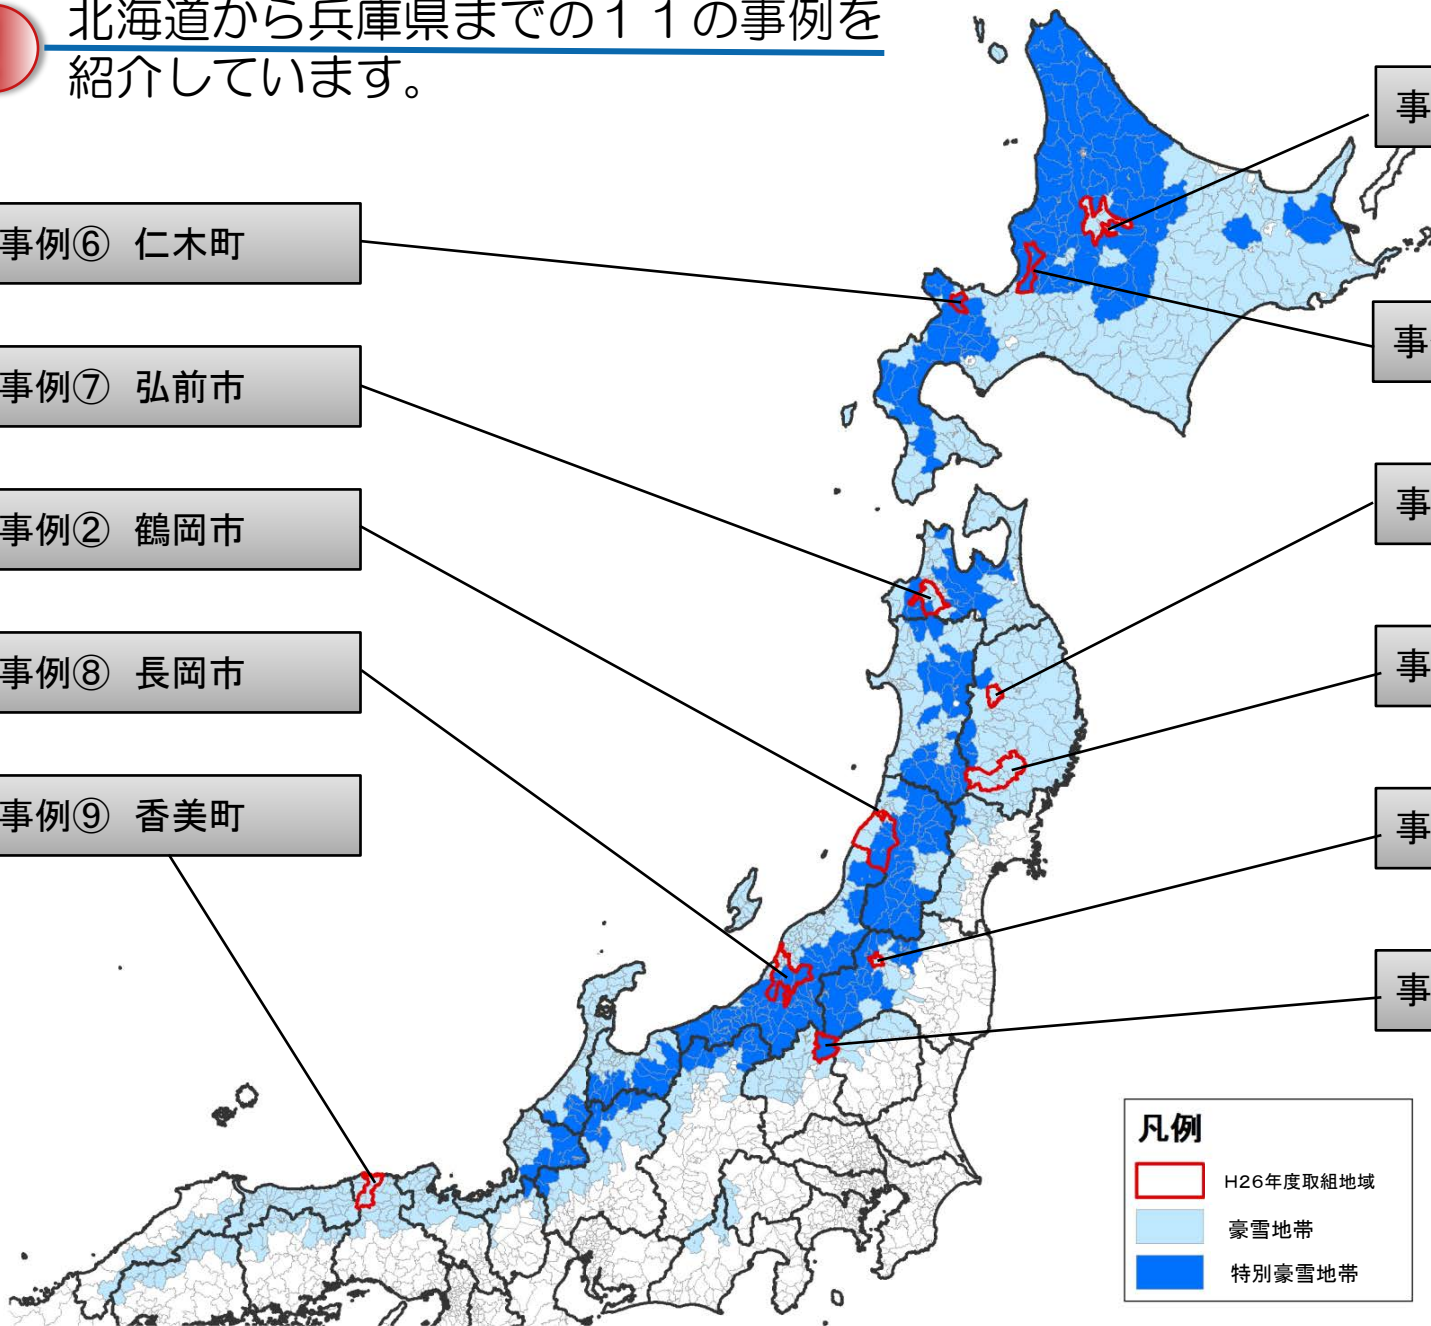 北海道から兵庫県までの１１の事例を
紹介しています。
事例⑥ 仁木町
事例⑦ 弘前市
事例② 鶴岡市
事例⑧ 長岡市
事例⑨ 香美町
事
事
事
事
事
事
凡例
H26年度取組地域
豪雪地帯
特別豪雪地帯